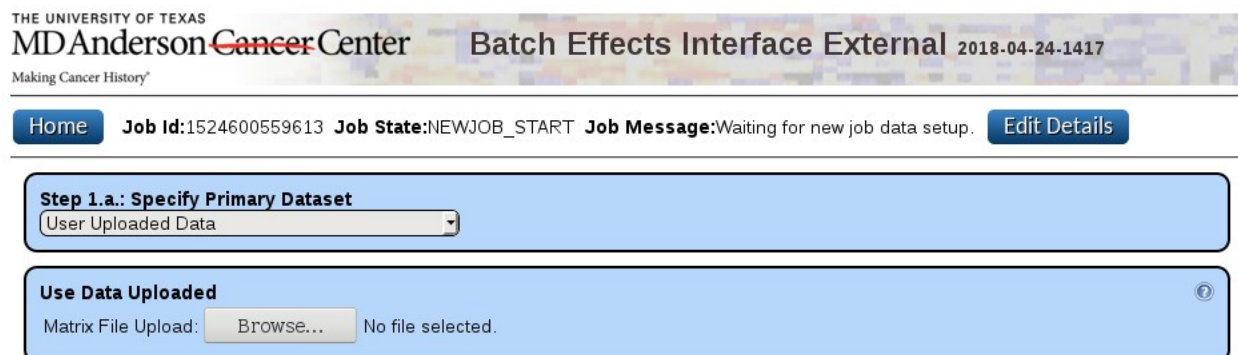 THE UNIVERSITY OF TEXAS
MD Anderson Cancer Center
Making Cancer History®
Batch Effects Interface External 2018-04-24-1417
Home Job Id:1524600559613 Job State:NEWJOB_START Job Message:Waiting for new job data setup. Edit Details
Step 1.a.: Specify Primary Dataset
User Uploaded Data
Use Data Uploaded ?
Matrix File Upload: Browse... No file selected.